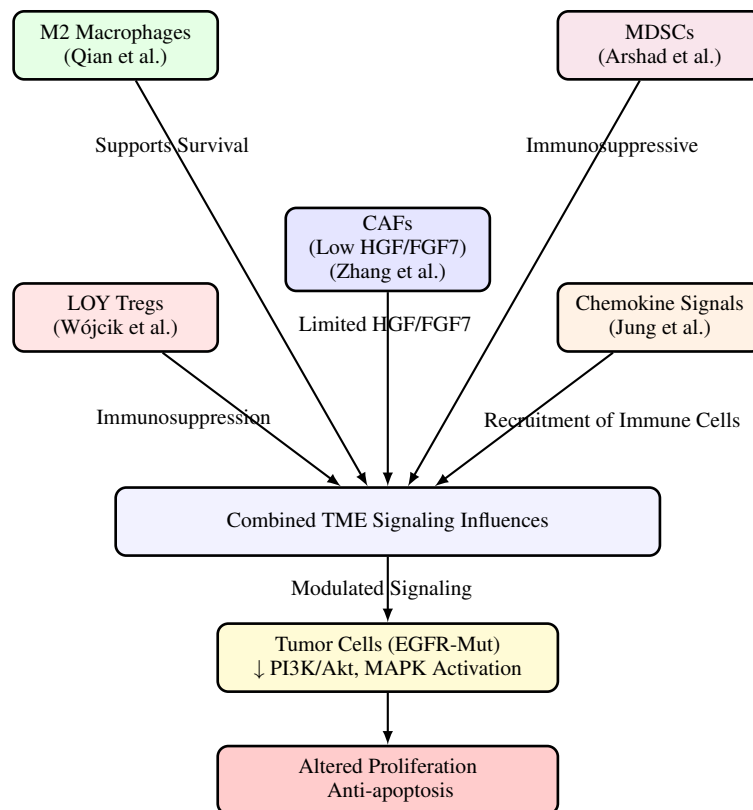 M2 Macrophages
(Qian et al.)
MDSCs
(Arshad et al.)
Supports Survival
Immunosuppressive
CAFs
(Low HGF/FGF7)
(Zhang et al.)
LOY Tregs
(Wójcik et al.)
Chemokine Signals
(Jung et al.)
Limited HGF/FGF7
Immunosuppression
Recruitment of Immune Cells
Combined TME Signaling Influences
Modulated Signaling
Tumor Cells (EGFR-Mut)
↓ PI3K/Akt, MAPK Activation
Altered Proliferation
Anti-apoptosis